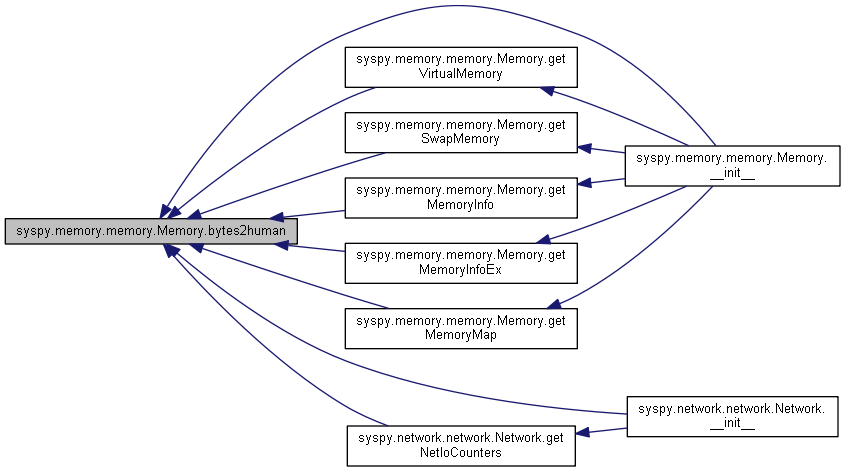 syspy.memory.memory.Memory.get
VirtualMemory
syspy.memory.memory.Memory.get
SwapMemory
syspy.memory.memory.Memory.
__init__
syspy.memory.memory.Memory.get
MemoryInfo
syspy.memory.memory.Memory.bytes2human
syspy.memory.memory.Memory.get
MemoryInfoEx
syspy.memory.memory.Memory.get
MemoryMap
syspy.network.network.Network.
__init__
syspy.network.network.Network.get
NetIoCounters